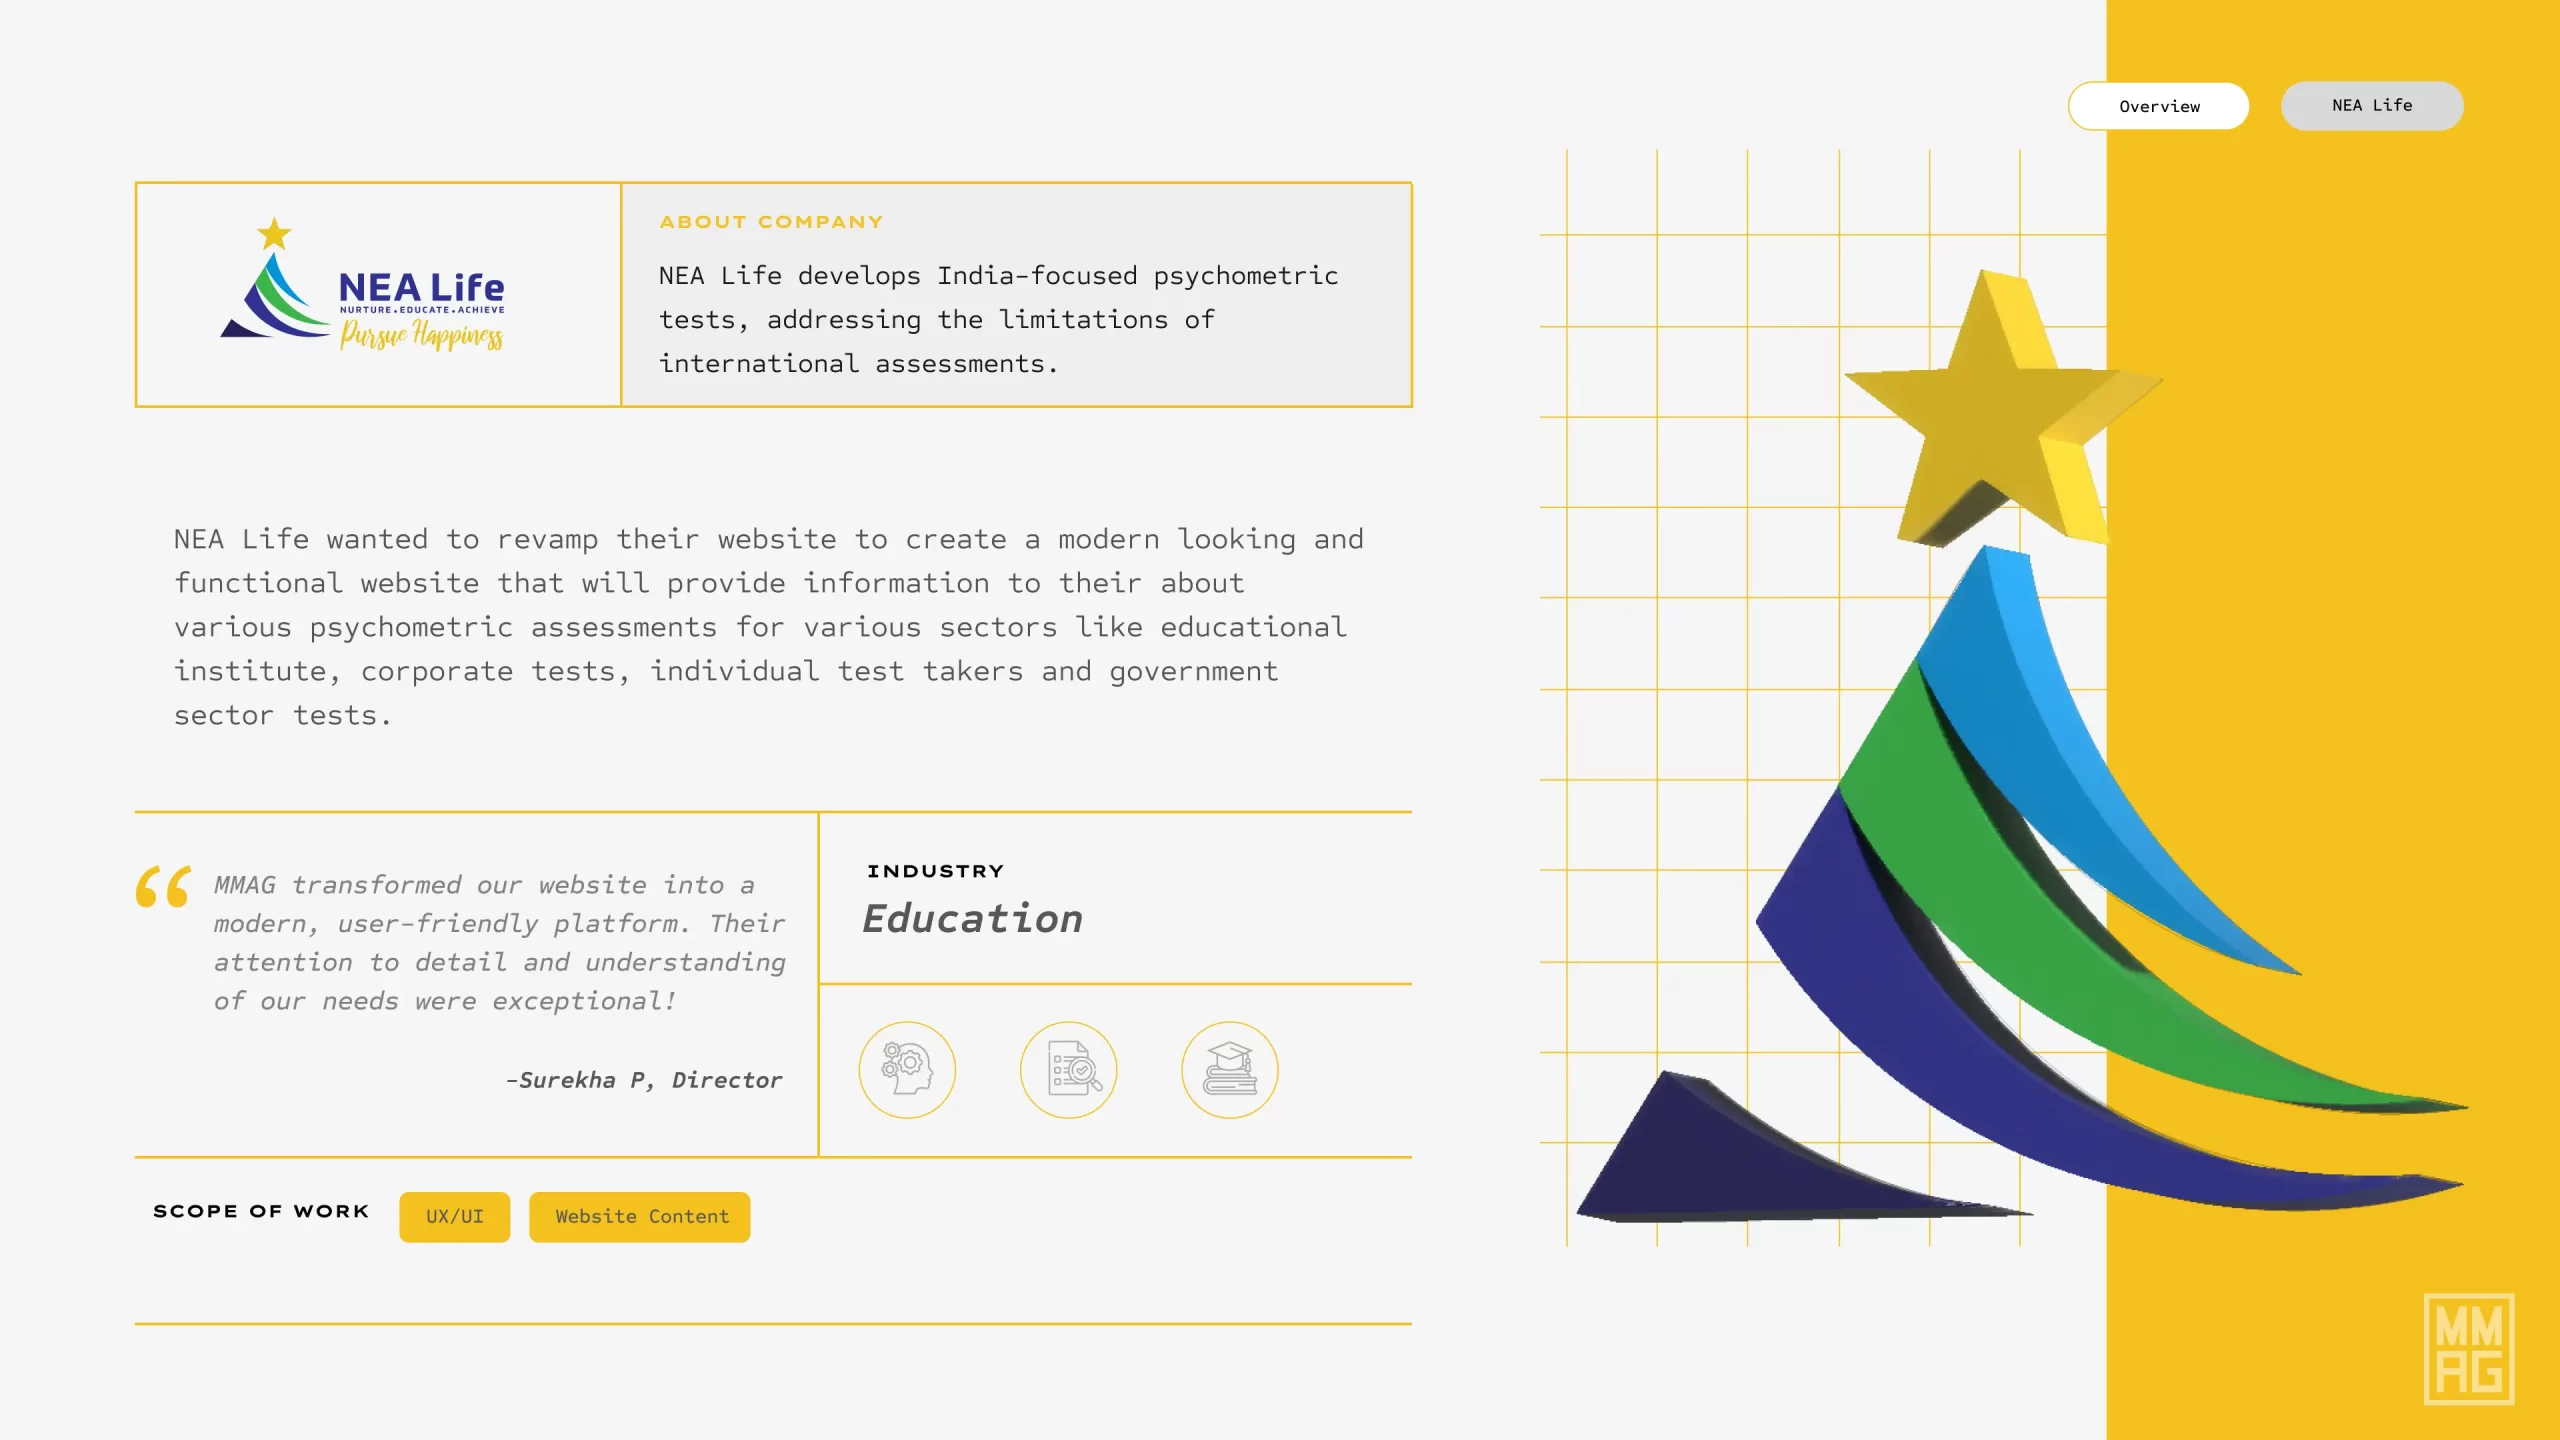 Overview
NEA Life
NEA Life
NURTURE•EDUCATE•ACHIEVE
Pursue Happiness
ABOUT COMPANY
NEA Life develops India-focused psychometric
tests, addressing the limitations of
international assessments.
NEA Life wanted to revamp their website to create a modern looking and
functional website that will provide information to their about
various psychometric assessments for various sectors like educational
institute, corporate tests, individual test takers and government
sector tests.
“ MMAG transformed our website into a
modern, user-friendly platform. Their
attention to detail and understanding
of our needs were exceptional!
-Surekha P, Director
INDUSTRY
Education
SCOPE OF WORK
UX/UI
Website Content
MM
AG